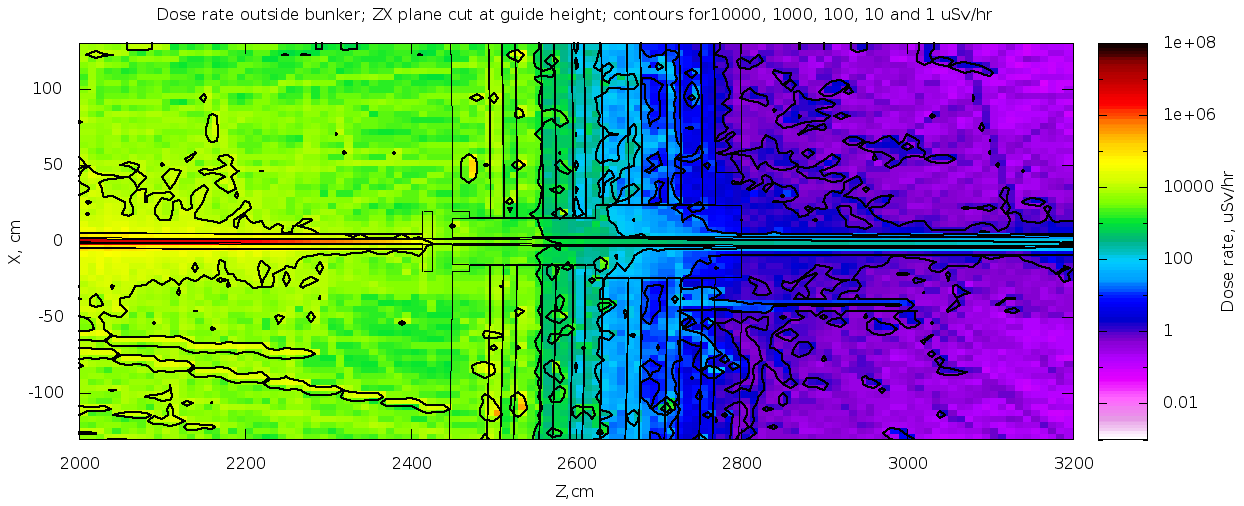 Dose rate outside bunker; ZX plane cut at guide height; contours for10000, 1000, 100, 10 and 1 uSv/hr
100
50
0
-50
-100
X, cm
2000 2200 2400 2600 2800 3000 3200
Z,cm
1e+08
1e+06
10000
100
1
0.01
Dose rate, uSv/hr